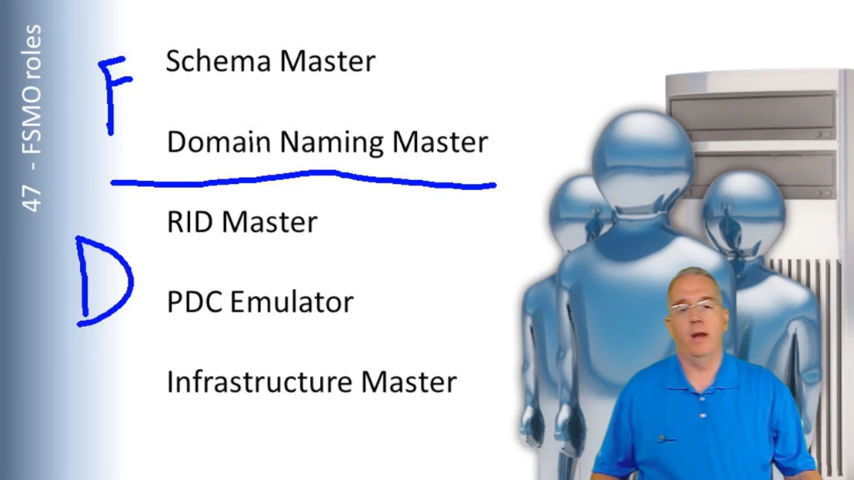 47 - FSMO roles
F
Schema Master
Domain Naming Master
D
RID Master
PDC Emulator
Infrastructure Master